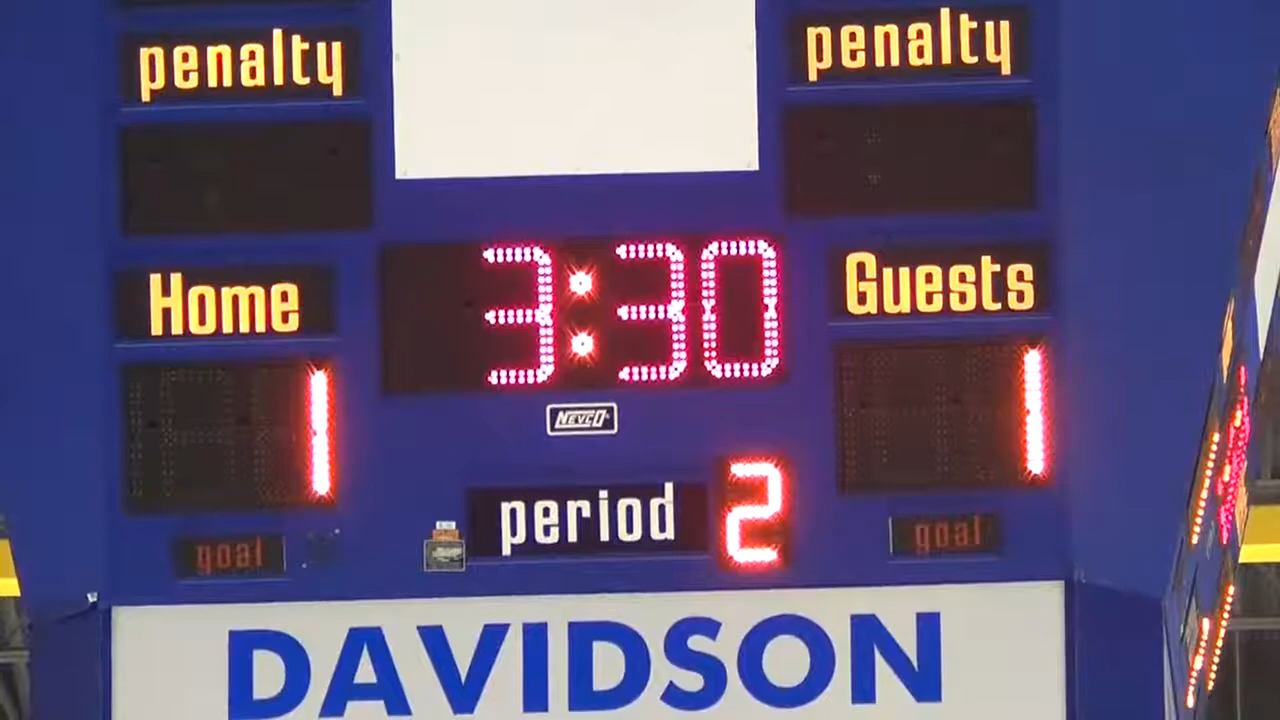 penalty
penalty
3:30
Home
Guests
1
1
NEVCO
period 2
goal
goal
DAVIDSON